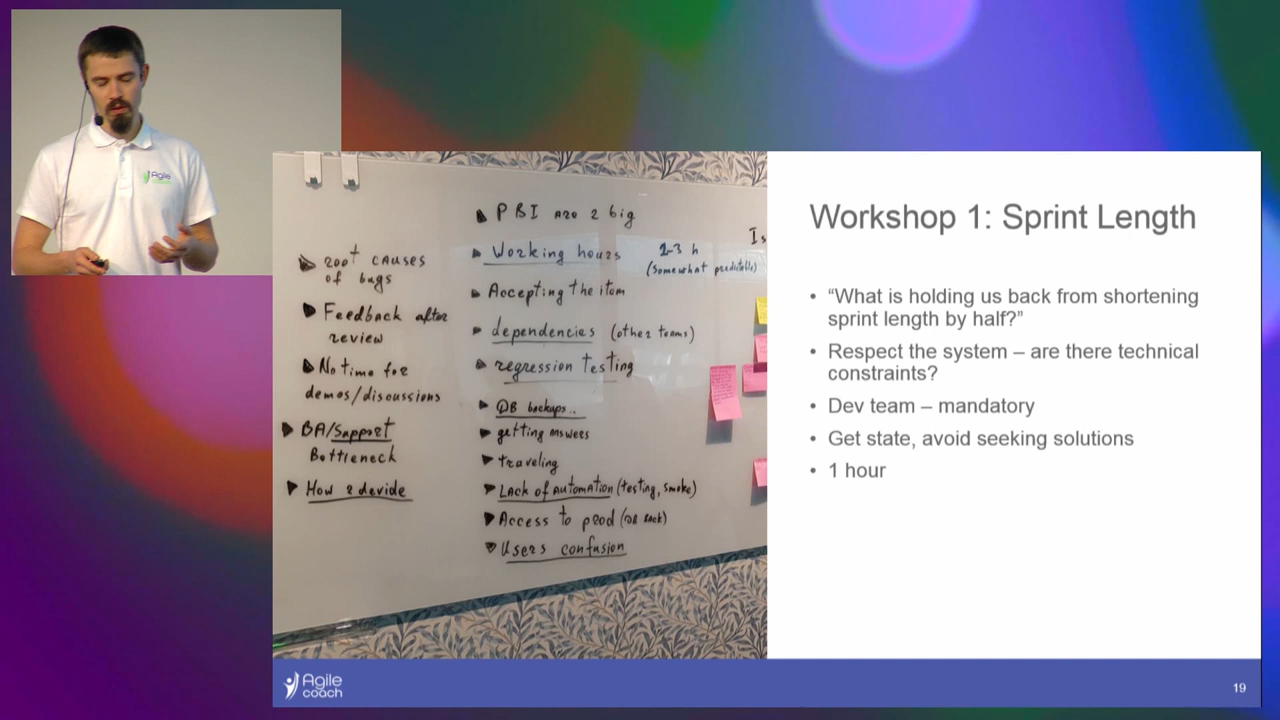 Agile
PBI are 2 big
root causes
of bugs
Feedback after
review
No time for
demos/discussions
BA/Support
Bottleneck
How 2 devide
Working hours
2-3 h
(somewhat predictable)
Is
Accepting the item
dependencies (other teams)
regression testing
DB backups..
getting answers
traveling
Lack of automation (testing, smoke)
Access to prod (DB back)
Users confusion
Workshop 1: Sprint Length
• “What is holding us back from shortening
sprint length by half?”
• Respect the system – are there technical
constraints?
• Dev team – mandatory
• Get state, avoid seeking solutions
• 1 hour
Agile
coach
19